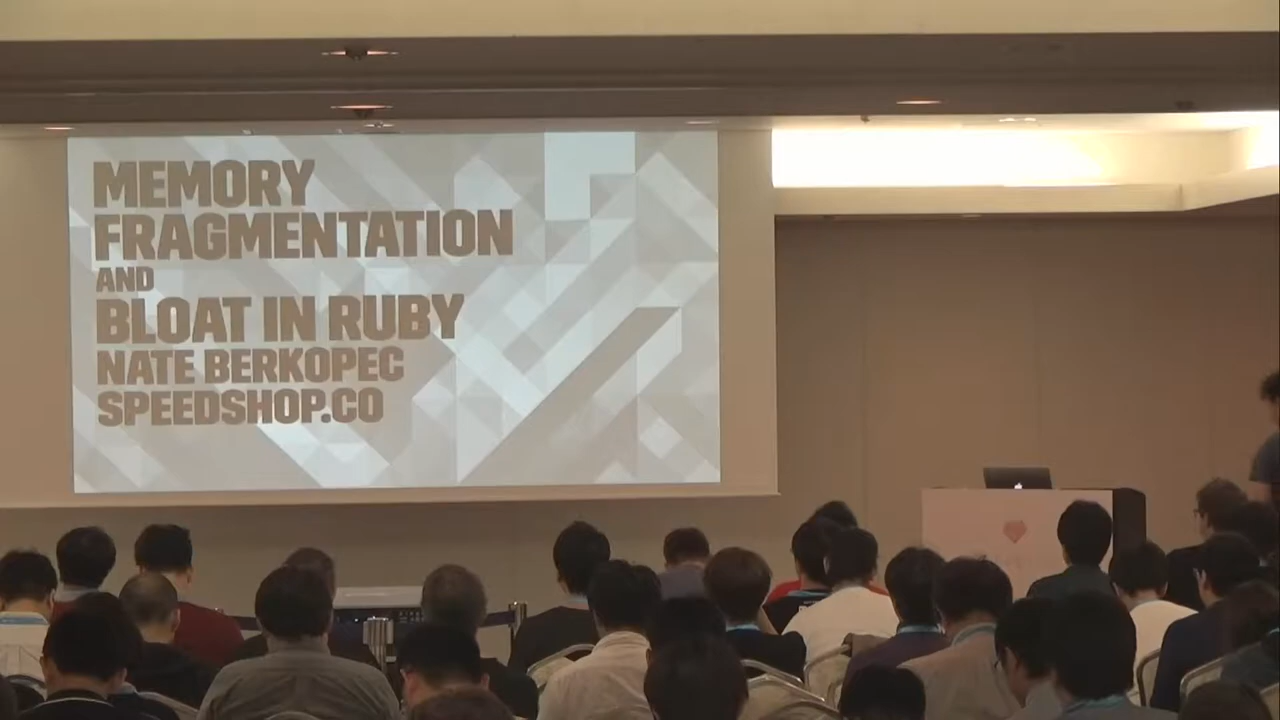 MEMORY
FRAGMENTATION
AND
BLOAT IN RUBY
NATE BERKOPEC
SPEEDSHOP.CO